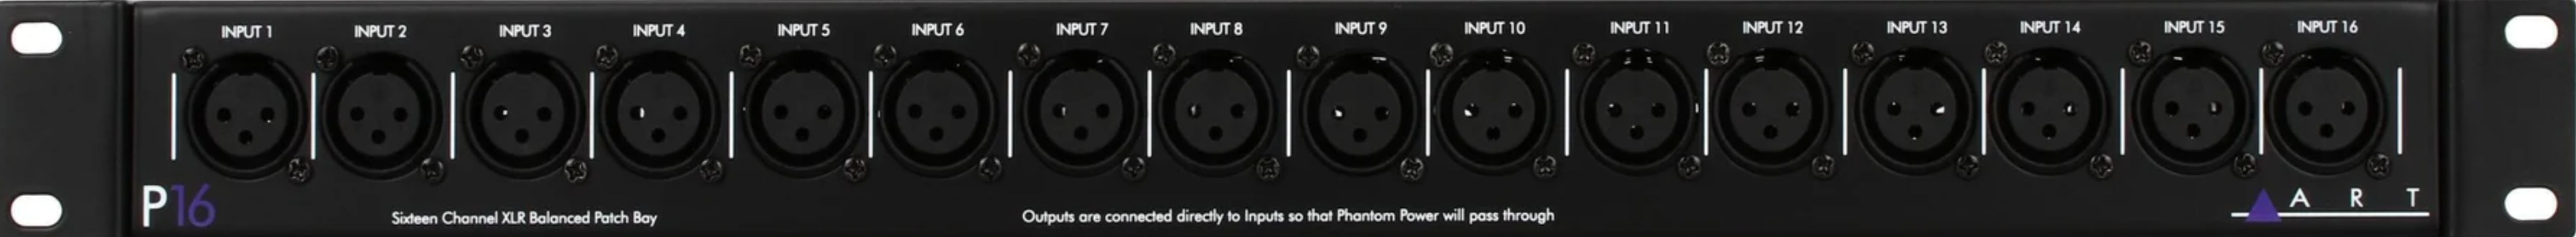 INPUT 1 INPUT 2 INPUT 3 INPUT 4 INPUT 5 INPUT 6 INPUT 7 INPUT 8 INPUT 9 INPUT 10 INPUT 11 INPUT 12 INPUT 13 INPUT 14 INPUT 15 INPUT 16
P16
Sixteen Channel XLR Balanced Patch Bay
Outputs are connected directly to Inputs so that Phantom Power will pass through
ART